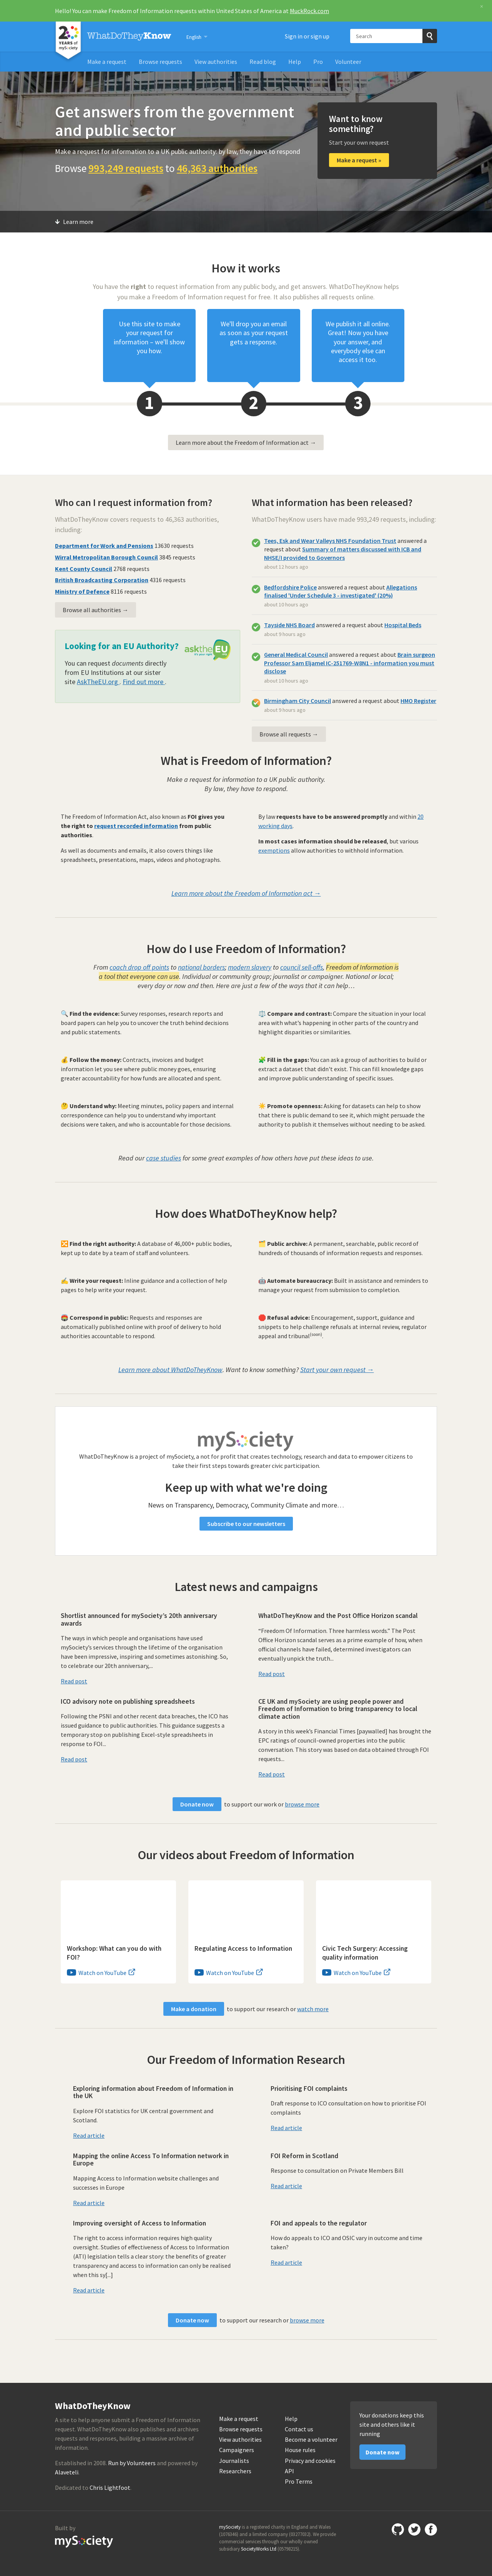 Hello! You can make Freedom of Information requests within United States of America at MuckRock.com
×
20
YEARS of
mySociety
WhatDoTheyKnow
English
Sign in or sign up
Search
Make a request
Browse requests
View authorities
Read blog
Help
Pro
Volunteer
Get answers from the government
and public sector
Make a request for information to a UK public authority: by law, they have to respond
Browse 993,249 requests to 46,363 authorities
Want to know
something?
Start your own request
Make a request »
Learn more
How it works
You have the right to request information from any public body, and get answers. WhatDoTheyKnow helps
you make a Freedom of Information request for free. It also publishes all requests online.
Use this site to make
your request for
information – we'll show
you how.
We'll drop you an email
as soon as your request
gets a response.
We publish it all online.
Great! Now you have
your answer, and
everybody else can
access it too.
1
2
3
Learn more about the Freedom of Information act →
Who can I request information from?
WhatDoTheyKnow covers requests to 46,363 authorities,
including:
Department for Work and Pensions 13630 requests
Wirral Metropolitan Borough Council 3845 requests
Kent County Council 2768 requests
British Broadcasting Corporation 4316 requests
Ministry of Defence 8116 requests
Browse all authorities →
Looking for an EU Authority?
You can request documents directly
from EU Institutions at our sister
site AskTheEU.org . Find out more .
asktheEU
What information has been released?
WhatDoTheyKnow users have made 993,249 requests, including:
Tees, Esk and Wear Valleys NHS Foundation Trust answered a
request about Summary of matters discussed with ICB and
NHSE/I provided to Governors
about 12 hours ago
Bedfordshire Police answered a request about Allegations
finalised 'Under Schedule 3 - investigated' (20%)
about 10 hours ago
Tayside NHS Board answered a request about Hospital Beds
about 9 hours ago
General Medical Council answered a request about Brain surgeon
Professor Sam Eljamel IC-251769-W8N1 - information you must
disclose
about 10 hours ago
Birmingham City Council answered a request about HMO Register
about 9 hours ago
Browse all requests →
What is Freedom of Information?
Make a request for information to a UK public authority.
By law, they have to respond.
The Freedom of Information Act, also known as FOI gives you
the right to request recorded information from public
authorities.
As well as documents and emails, it also covers things like
spreadsheets, presentations, maps, videos and photographs.
By law requests have to be answered promptly and within 20
working days.
In most cases information should be released, but various
exemptions allow authorities to withhold information.
Learn more about the Freedom of Information act →
How do I use Freedom of Information?
From coach drop off points to national borders; modern slavery to council sell-offs, Freedom of Information is
a tool that everyone can use. Individual or community group; journalist or campaigner. National or local;
every day or now and then. Here are just a few of the ways that it can help…
🔍 Find the evidence: Survey responses, research reports and
board papers can help you to uncover the truth behind decisions
and public statements.
⚖️ Compare and contrast: Compare the situation in your local
area with what's happening in other parts of the country and
highlight disparities or similarities.
💰 Follow the money: Contracts, invoices and budget
information let you see where public money goes, ensuring
greater accountability for how funds are allocated and spent.
🧩 Fill in the gaps: You can ask a group of authorities to build or
extract a dataset that didn't exist. This can fill knowledge gaps
and improve public understanding of specific issues.
🤔 Understand why: Meeting minutes, policy papers and internal
correspondence can help you to understand why important
decisions were taken, and who is accountable for those decisions.
☀️ Promote openness: Asking for datasets can help to show
that there is public demand to see it, which might persuade the
authority to publish it themselves without needing to be asked.
Read our case studies for some great examples of how others have put these ideas to use.
How does WhatDoTheyKnow help?
🔀 Find the right authority: A database of 46,000+ public bodies,
kept up to date by a team of staff and volunteers.
🗂️ Public archive: A permanent, searchable, public record of
hundreds of thousands of information requests and responses.
✍️ Write your request: Inline guidance and a collection of help
pages to help write your request.
🤖 Automate bureaucracy: Built in assistance and reminders to
manage your request from submission to completion.
Correspond in public: Requests and responses are
automatically published online with proof of delivery to hold
authorities accountable to respond.
🛑 Refusal advice: Encouragement, support, guidance and
snippets to help challenge refusals at internal review, regulator
appeal and tribunal(soon).
Learn more about WhatDoTheyKnow. Want to know something? Start your own request →
mySociety
WhatDoTheyKnow is a project of mySociety, a not for profit that creates technology, research and data to empower citizens to
take their first steps towards greater civic participation.
Keep up with what we're doing
News on Transparency, Democracy, Community Climate and more…
Subscribe to our newsletters
Latest news and campaigns
Shortlist announced for mySociety's 20th anniversary
awards
The ways in which people and organisations have used
mySociety's services through the lifetime of the organisation
have been impressive, inspiring and sometimes astonishing. So,
to celebrate our 20th anniversary,...
Read post
WhatDoTheyKnow and the Post Office Horizon scandal
“Freedom Of Information. Three harmless words.” The Post
Office Horizon scandal serves as a prime example of how, when
official channels have failed, determined investigators can
eventually unpick the truth...
Read post
ICO advisory note on publishing spreadsheets
Following the PSNI and other recent data breaches, the ICO has
issued guidance to public authorities. This guidance suggests a
temporary stop on publishing Excel-style spreadsheets in
response to FOI...
Read post
CE UK and mySociety are using people power and
Freedom of Information to bring transparency to local
climate action
A story in this week's Financial Times [paywalled] has brought the
EPC ratings of council-owned properties into the public
conversation. This story was based on data obtained through FOI
requests...
Read post
Donate now to support our work or browse more
Our videos about Freedom of Information
Workshop: What can you do with
FOI?
Watch on YouTube
Regulating Access to Information
Watch on YouTube
Civic Tech Surgery: Accessing
quality information
Watch on YouTube
Make a donation to support our research or watch more
Our Freedom of Information Research
Exploring information about Freedom of Information in
the UK
Explore FOI statistics for UK central government and
Scotland.
Read article
Prioritising FOI complaints
Draft response to ICO consultation on how to prioritise FOI
complaints
Read article
Mapping the online Access To Information network in
Europe
Mapping Access to Information website challenges and
successes in Europe
Read article
FOI Reform in Scotland
Response to consultation on Private Members Bill
Read article
Improving oversight of Access to Information
The right to access information requires high quality
oversight. Studies of effectiveness of Access to Information
(ATI) legislation tells a clear story: the benefits of greater
transparency and access to information can only be realised
when this sy[...]
Read article
FOI and appeals to the regulator
How do appeals to ICO and OSIC vary in outcome and time
taken?
Read article
Donate now to support our research or browse more
WhatDoTheyKnow
A site to help anyone submit a Freedom of Information
request. WhatDoTheyKnow also publishes and archives
requests and responses, building a massive archive of
information.
Established in 2008. Run by Volunteers and powered by
Alaveteli.
Dedicated to Chris Lightfoot.
Make a request
Browse requests
View authorities
Campaigners
Journalists
Researchers
Help
Contact us
Become a volunteer
House rules
Privacy and cookies
API
Pro Terms
Your donations keep this
site and others like it
running
Donate now
Built by
mySociety
mySociety is a registered charity in England and Wales
(1076346) and a limited company (03277032). We provide
commercial services through our wholly owned
subsidiary SocietyWorks Ltd (05798215).